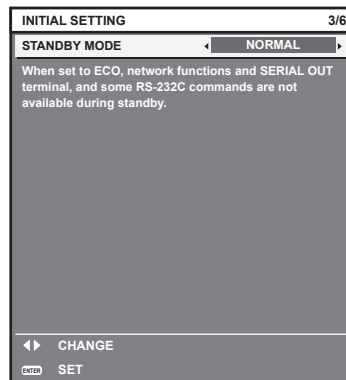 INITIAL SETTING 3/6
STANDBY MODE NORMAL
When set to ECO, network functions and SERIAL OUT
terminal, and some RS-232C commands are not
available during standby.
CHANGE
ENTER SET